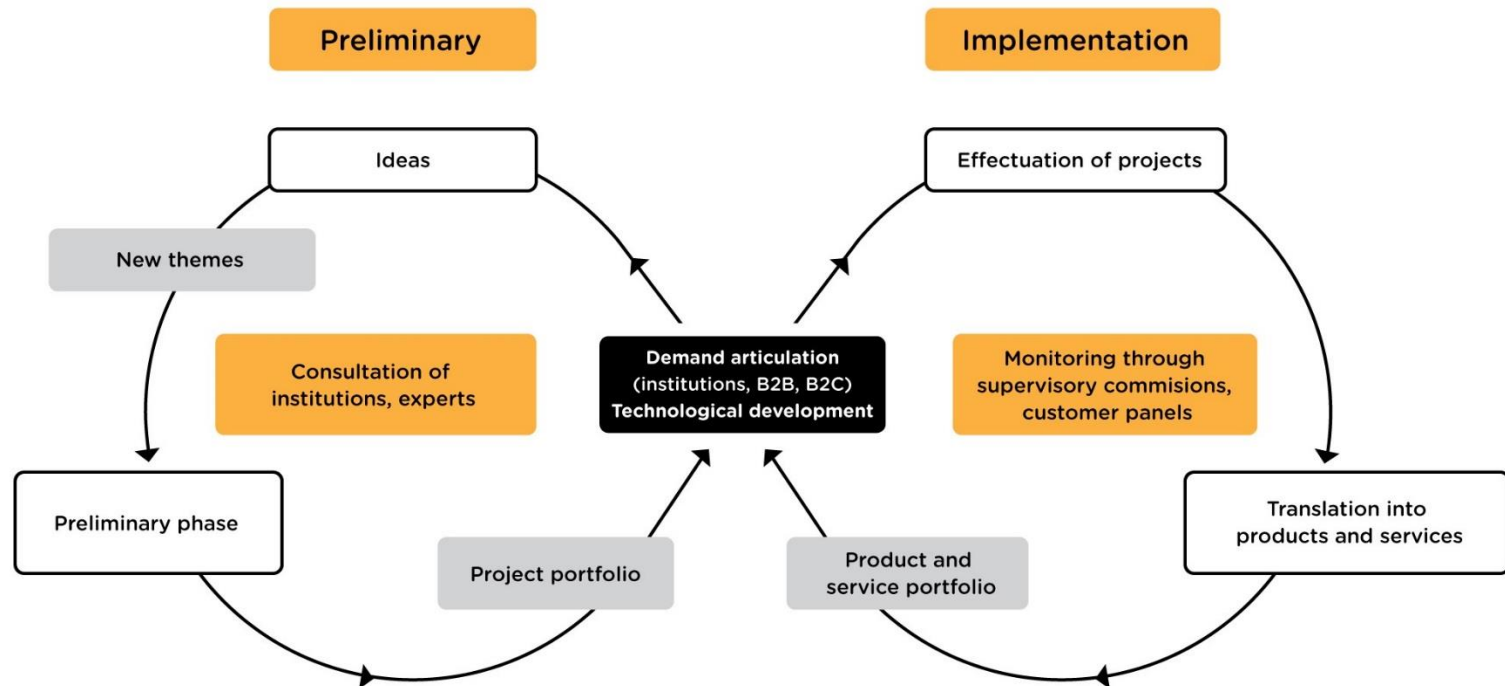 Preliminary
Implementation
Ideas
Effectuation of projects
New themes
Consultation of
institutions, experts
Demand articulation
(institutions, B2B, B2C)
Technological development
Monitoring through
supervisory commisions,
customer panels
Preliminary phase
Translation into
products and services
Project portfolio
Product and
service portfolio